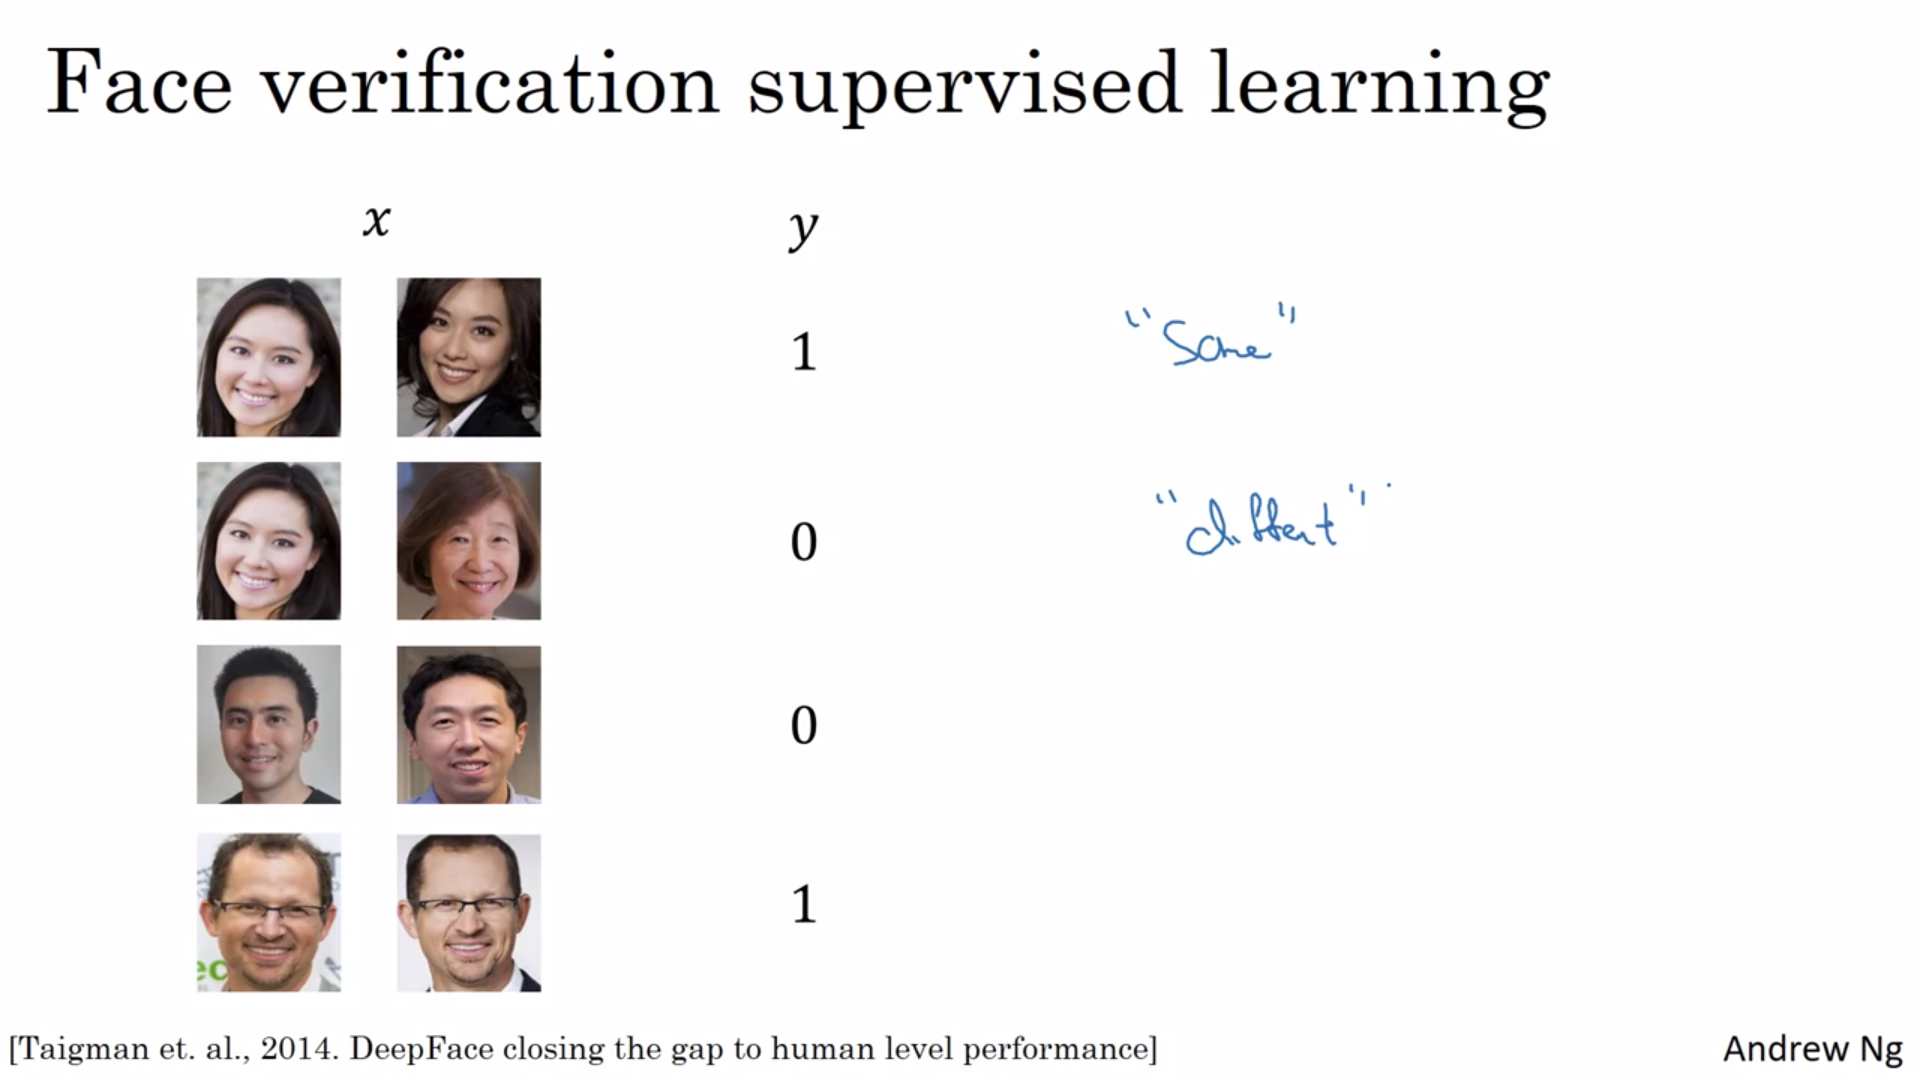 Face verification supervised learning
x y
1 "Same"
0 "different"
0
ec
1
[Taigman et. al., 2014. DeepFace closing the gap to human level performance]
Andrew Ng